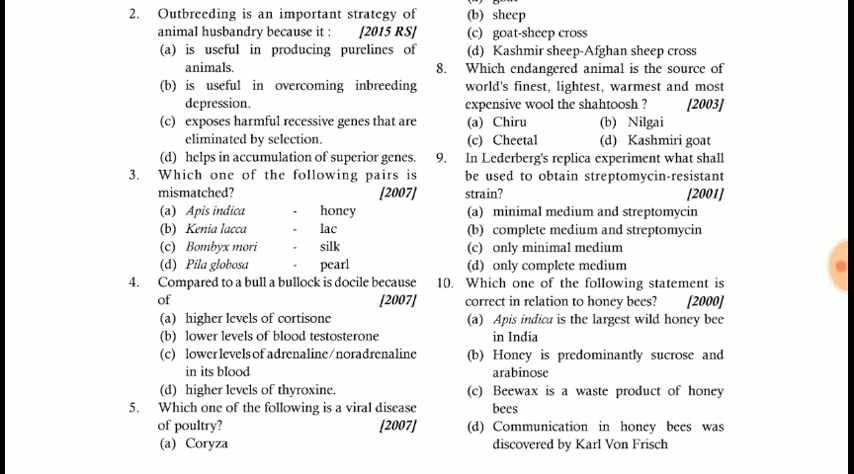 2. Outbreeding is an important strategy of
animal husbandry because it : [2015 RS]
(a) is useful in producing purelines of
animals.
(b) is useful in overcoming inbreeding
depression.
(c) exposes harmful recessive genes that are
eliminated by selection.
(d) helps in accumulation of superior genes.
3. Which one of the following pairs is
mismatched? [2007]
(a) Apis indica - honey
(b) Kenia lacca - lac
(c) Bombyx mori - silk
(d) Pila globosa - pearl
4. Compared to a bull a bullock is docile because
of [2007]
(a) higher levels of cortisone
(b) lower levels of blood testosterone
(c) lower levels of adrenaline/noradrenaline
in its blood
(d) higher levels of thyroxine.
5. Which one of the following is a viral disease
of poultry? [2007]
(a) Coryza
(b) sheep
(c) goat-sheep cross
(d) Kashmir sheep-Afghan sheep cross
8. Which endangered animal is the source of
world's finest, lightest, warmest and most
expensive wool the shahtoosh ? [2003]
(a) Chiru (b) Nilgai
(c) Cheetal (d) Kashmiri goat
9. In Lederberg's replica experiment what shall
be used to obtain streptomycin-resistant
strain? [2001]
(a) minimal medium and streptomycin
(b) complete medium and streptomycin
(c) only minimal medium
(d) only complete medium
10. Which one of the following statement is
correct in relation to honey bees? [2000]
(a) Apis indica is the largest wild honey bee
in India
(b) Honey is predominantly sucrose and
arabinose
(c) Beewax is a waste product of honey
bees
(d) Communication in honey bees was
discovered by Karl Von Frisch